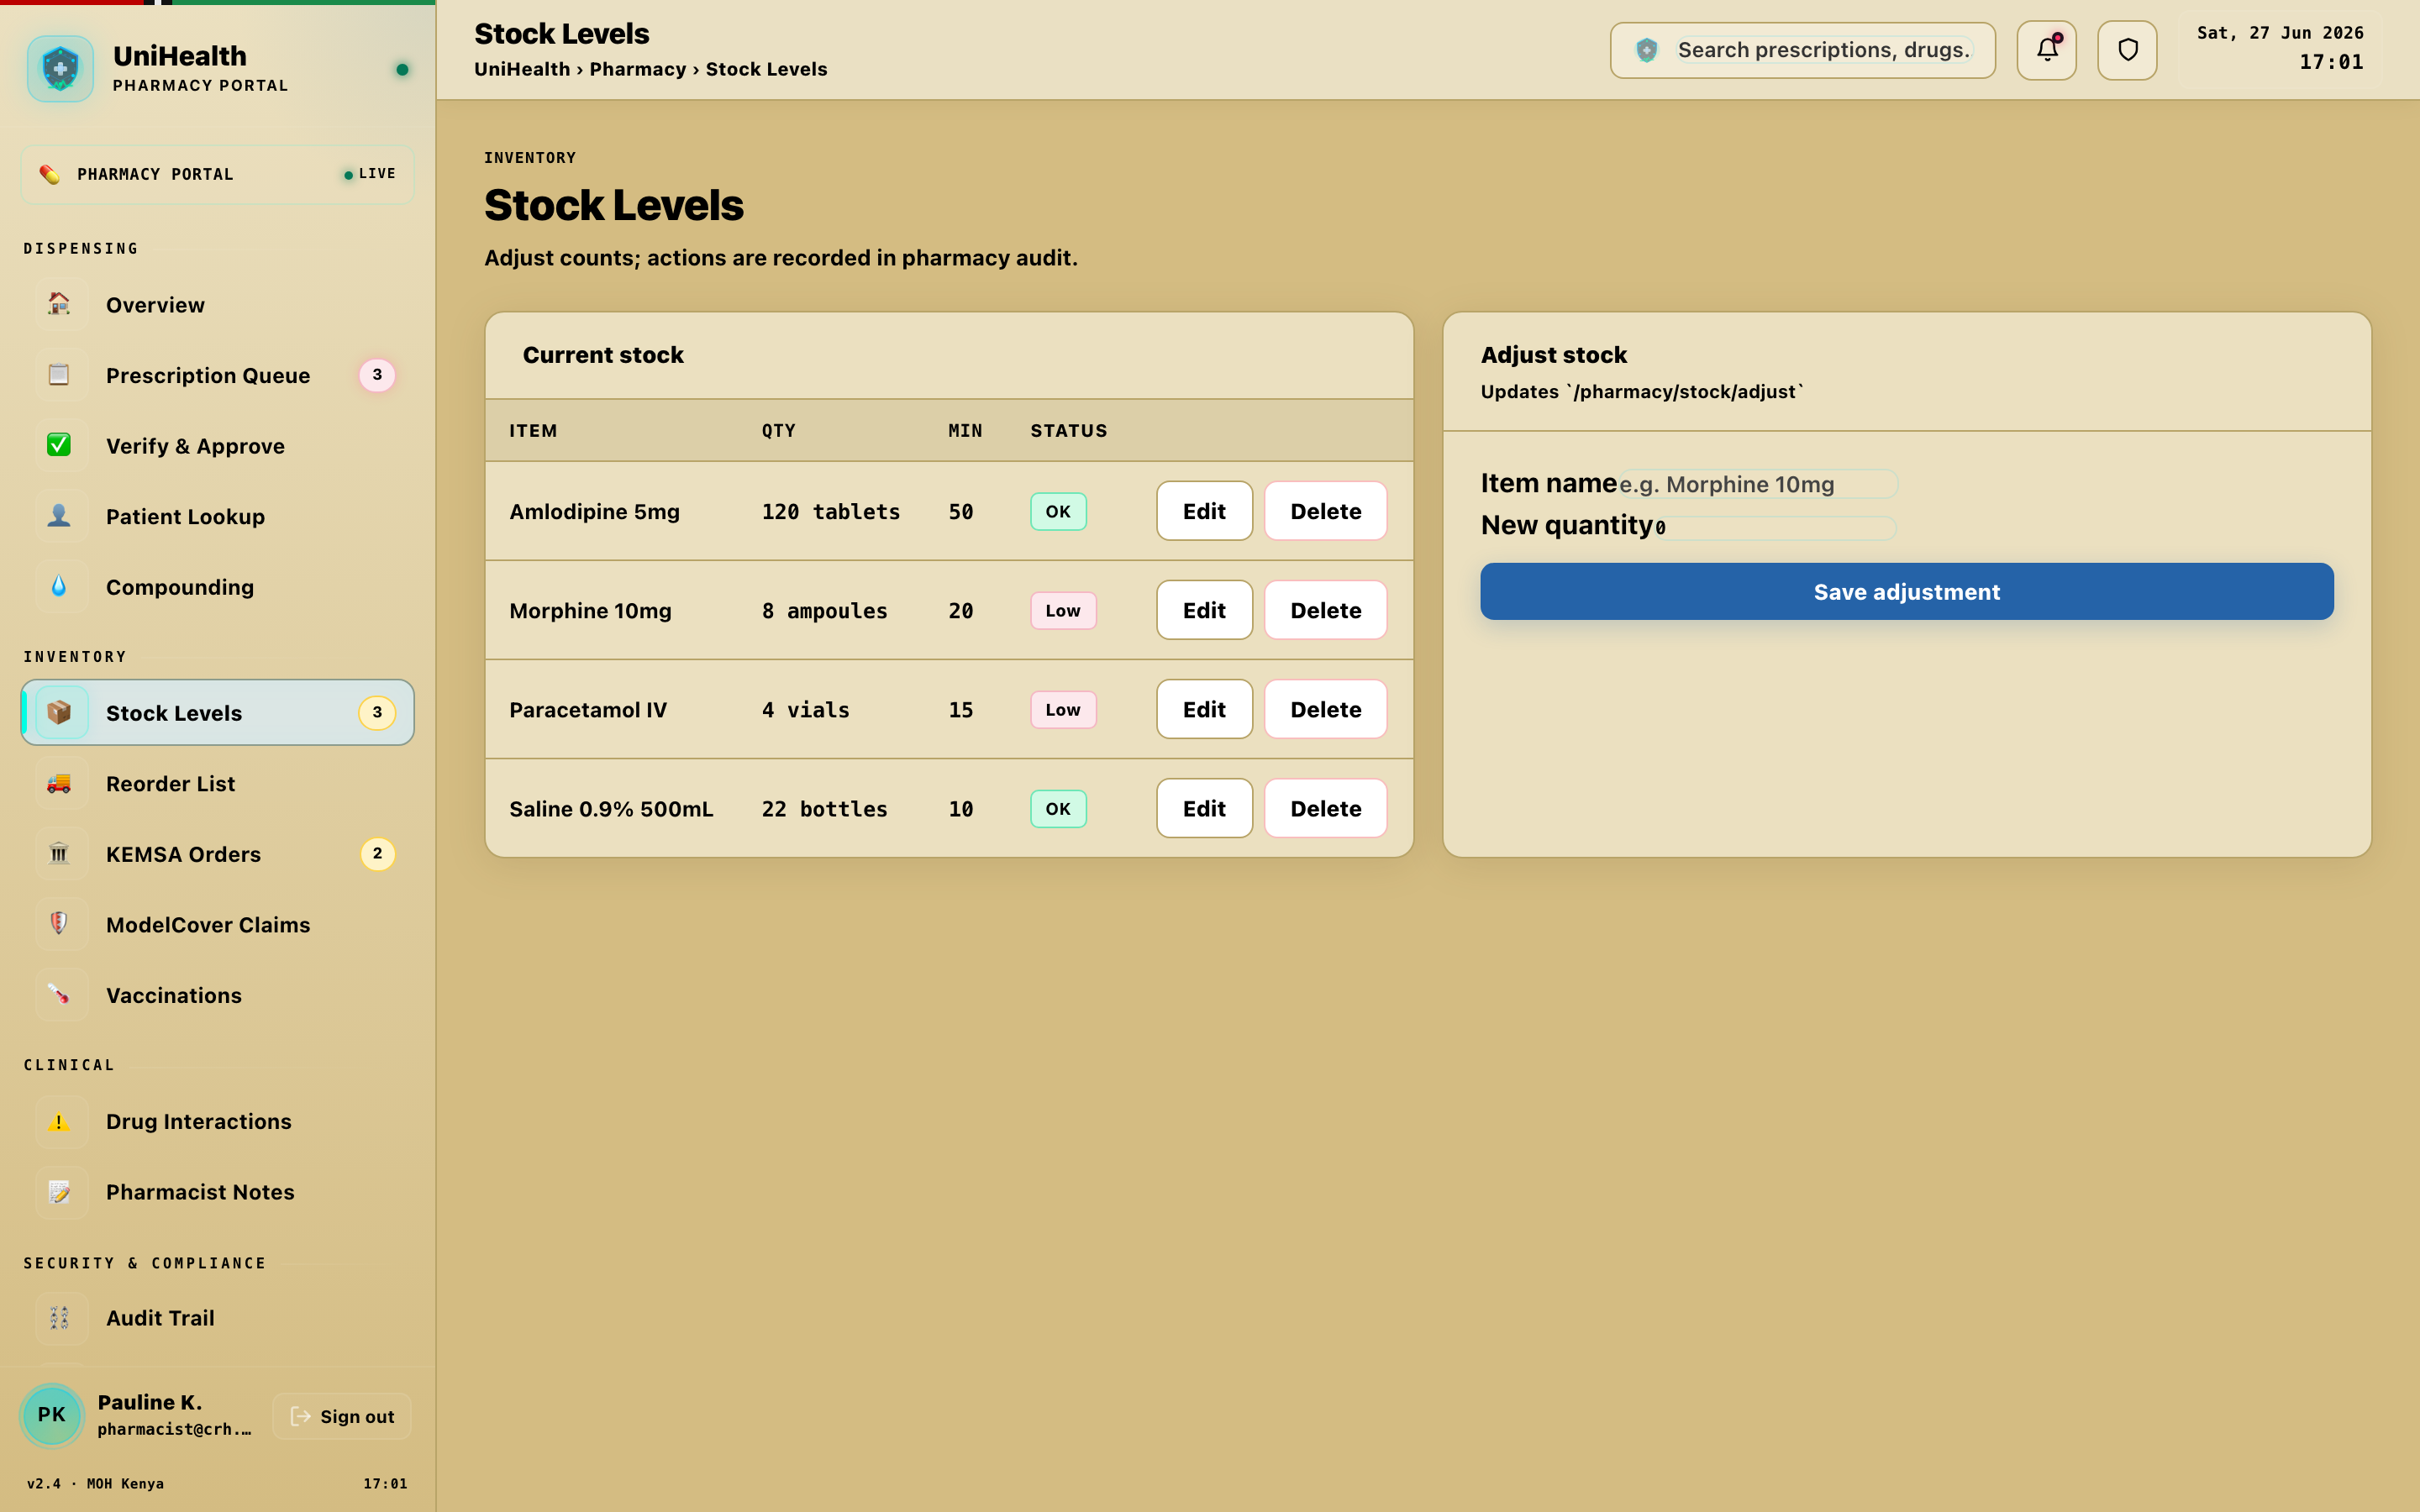 UniHealth
PHARMACY PORTAL
PHARMACY PORTAL
LIVE
DISPENSING
Overview
Prescription Queue 3
Verify & Approve
Patient Lookup
Compounding
INVENTORY
Stock Levels 3
Reorder List
KEMSA Orders 2
ModelCover Claims
Vaccinations
CLINICAL
Drug Interactions
Pharmacist Notes
SECURITY & COMPLIANCE
Audit Trail
PK
Pauline K.
pharmacist@crh.…
Sign out
v2.4 · MOH Kenya 17:01
Stock Levels
UniHealth › Pharmacy › Stock Levels
Search prescriptions, drugs.
Sat, 27 Jun 2026
17:01
INVENTORY
Stock Levels
Adjust counts; actions are recorded in pharmacy audit.
Current stock
ITEM QTY MIN STATUS
Amlodipine 5mg 120 tablets 50 OK Edit Delete
Morphine 10mg 8 ampoules 20 Low Edit Delete
Paracetamol IV 4 vials 15 Low Edit Delete
Saline 0.9% 500mL 22 bottles 10 OK Edit Delete
Adjust stock
Updates `/pharmacy/stock/adjust`
Item name e.g. Morphine 10mg
New quantity 0
Save adjustment